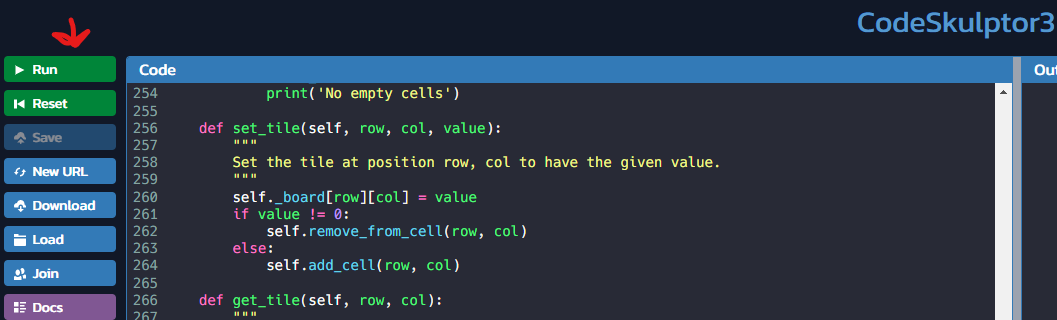 CodeSkulptor3
Run
Reset
Save
New URL
Download
Load
Join
Docs
Code
254             print('No empty cells')
255
256     def set_tile(self, row, col, value):
257         """
258         Set the tile at position row, col to have the given value.
259         """
260         self._board[row][col] = value
261         if value != 0:
262             self.remove_from_cell(row, col)
263         else:
264             self.add_cell(row, col)
265
266     def get_tile(self, row, col):
267         """
Out